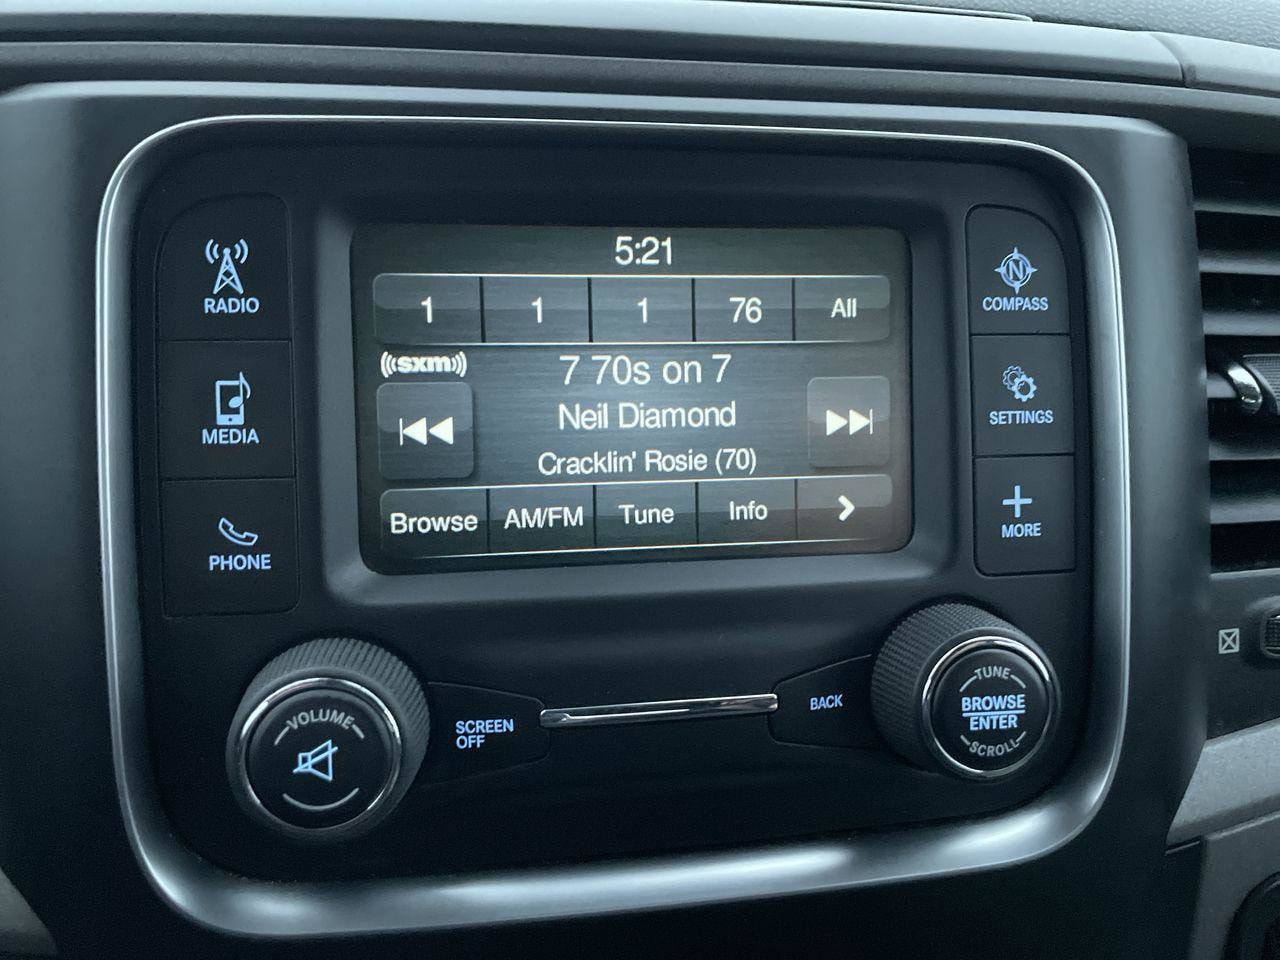 5:21
1 1 1 76 All
((sxm))
7 70s on 7
Neil Diamond
Cracklin' Rosie (70)
Browse AM/FM Tune Info >
RADIO
MEDIA
PHONE
N
COMPASS
SETTINGS
+
MORE
VOLUME
SCREEN
OFF
BACK
TUNE
BROWSE
ENTER
SCROLL